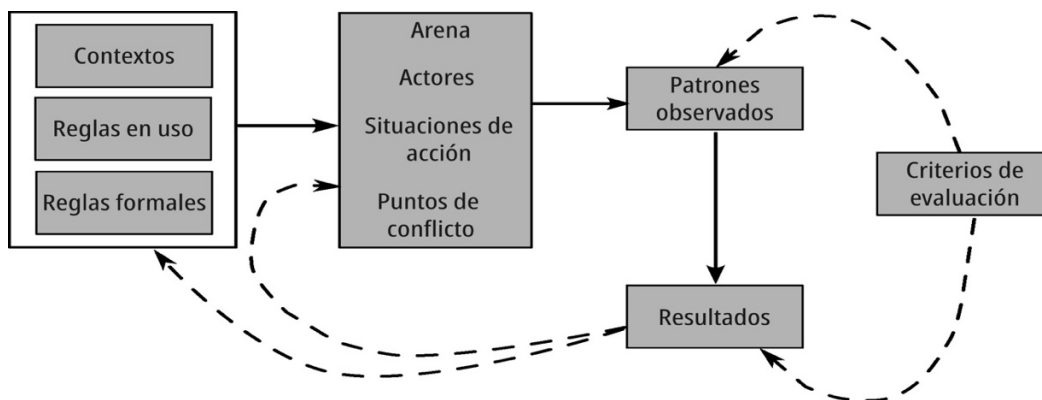 Contextos
Reglas en uso
Reglas formales
Arena
Actores
Situaciones de
acción
Puntos de
conflicto
Patrones
observados
Resultados
Criterios de
evaluación